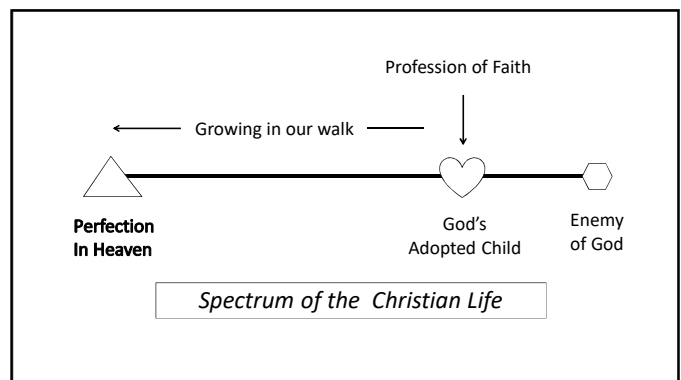 Profession of Faith
Growing in our walk
Perfection
In Heaven
God's
Adopted Child
Enemy
of God
Spectrum of the Christian Life